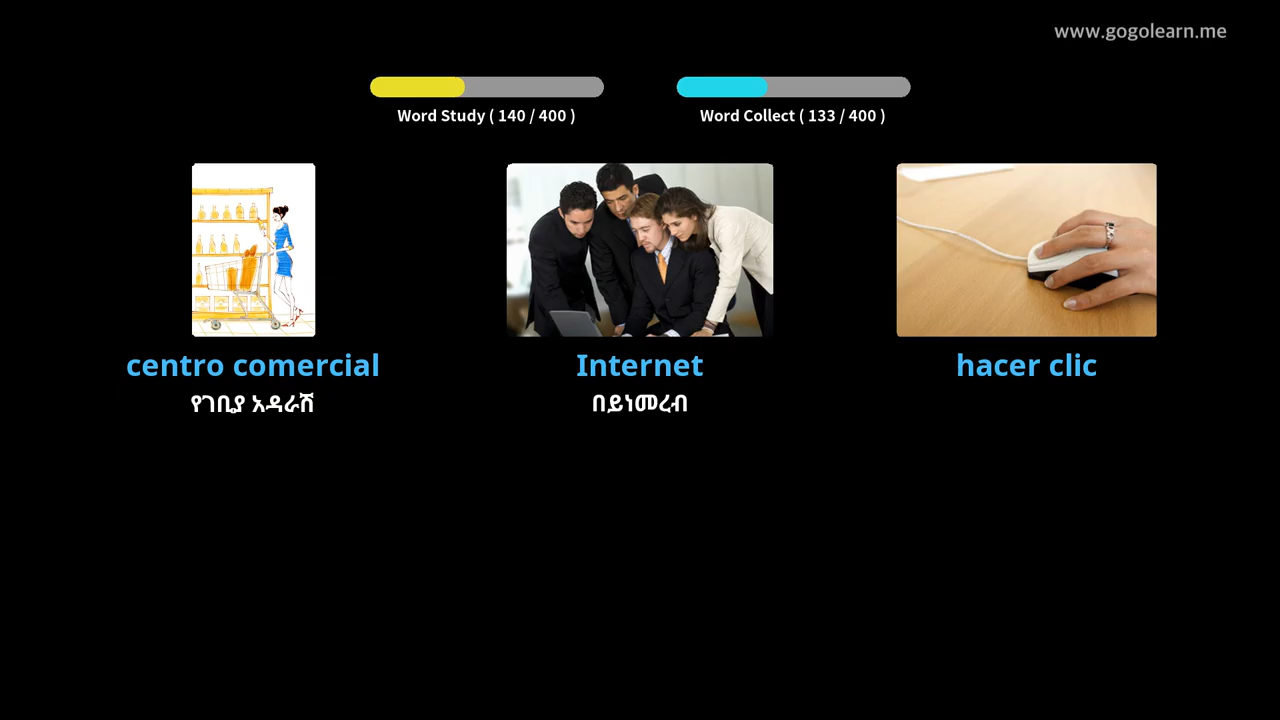 www.gogolearn.me
Word Study ( 140 / 400 )
Word Collect ( 133 / 400 )
centro comercial
የገቢያ አዳራሽ
Internet
በይነመረብ
hacer clic